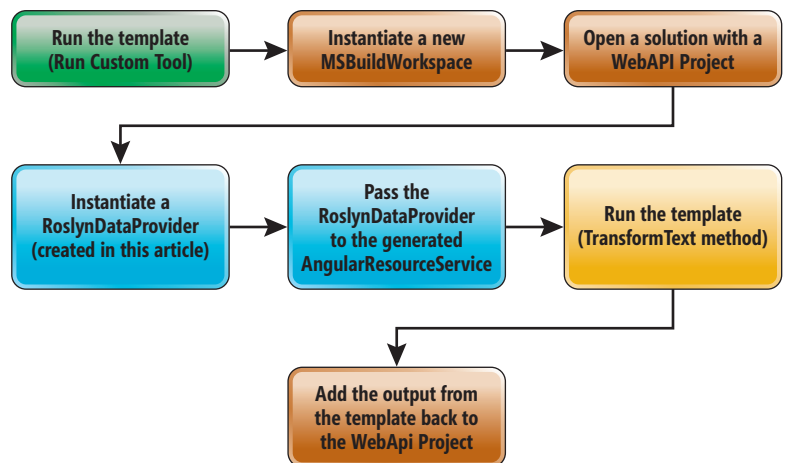 Run the template
(Run Custom Tool)
Instantiate a new
MSBuildWorkspace
Open a solution with a
WebAPI Project
Instantiate a
RoslynDataProvider
(created in this article)
Pass the
RoslynDataProvider
to the generated
AngularResourceService
Run the template
(TransformText method)
Add the output from
the template back to
the WebApi Project